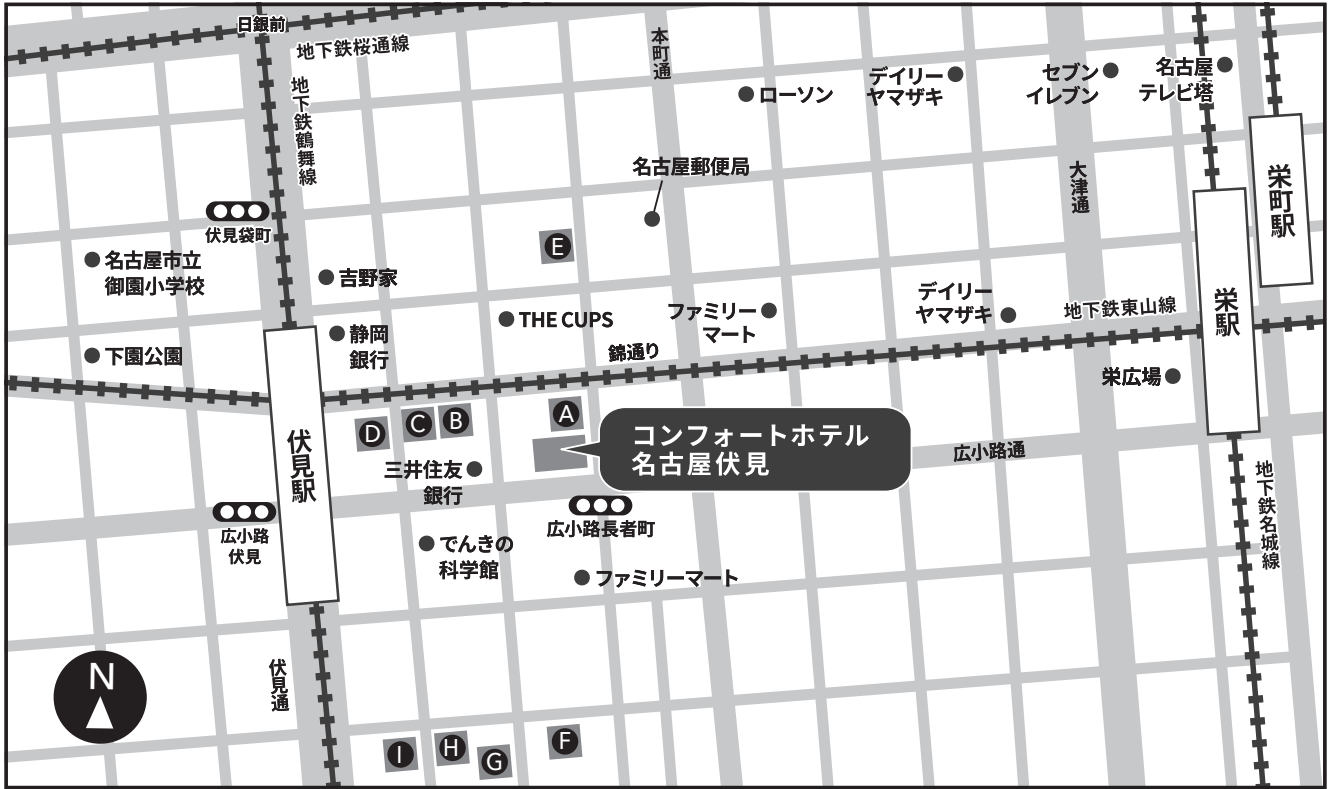 日銀前
地下鉄桜通線
地下鉄鶴舞線
本町通
ローソン
デイリー
ヤマザキ
セブン
イレブン
名古屋
テレビ塔
栄町駅
名古屋郵便局
大津通
伏見袋町
名古屋市立
御園小学校
吉野家
E
静岡
銀行
THE CUPS
ファミリー
マート
デイリー
ヤマザキ
地下鉄東山線
栄駅
下園公園
錦通り
栄広場
D
C
B
A
コンフォートホテル
名古屋伏見
広小路通
伏見駅
三井住友
銀行
広小路
伏見
広小路長者町
でんきの
科学館
ファミリーマート
地下鉄名城線
伏見通
N
I
H
G
F